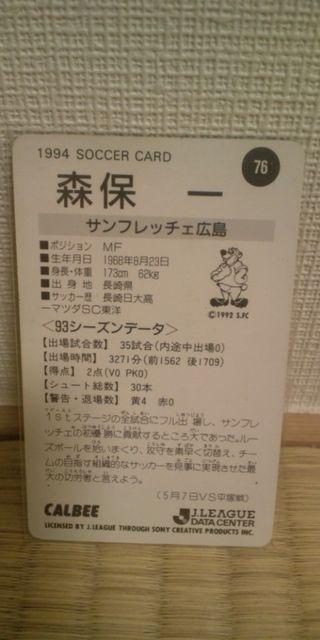 1994 SOCCER CARD
76
森保 一
サンフレッチェ広島
■ポジション MF
■生年月日 1968年8月23日
■身長・体重 173cm 62kg
■出身地 長崎県
■サッカー歴 長崎日大高
ーマツダSC東洋
©1992 S.FC
<93シーズンデータ>
【出場試合数】 35試合(内途中出場0)
【出場時間】 3271分(前1562 後1709)
【得点】 2点(V0 PK0)
【シュート総数】 30本
【警告・退場数】 黄4 赤0
1stステージの全試合にフル出場し、サンフレ
ッチェの初優勝に貢献するところ大であった。ルー
ズボールを拾いまくり、攻守を素早く切替え、チー
ムの目指す組織的なサッカーを見事に実現させた最
大の功労者と言えよう。
(5月7日VS平塚戦)
CALBEE
J.LEAGUE
DATA CENTER
LICENSED BY J.LEAGUE THROUGH SONY CREATIVE PRODUCTS INC.